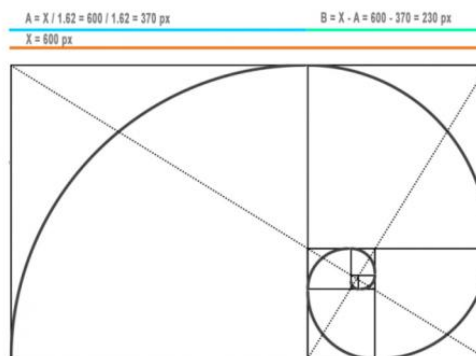 A = X / 1.62 = 600 / 1.62 = 370 px
B = X - A = 600 - 370 = 230 px
X = 600 px